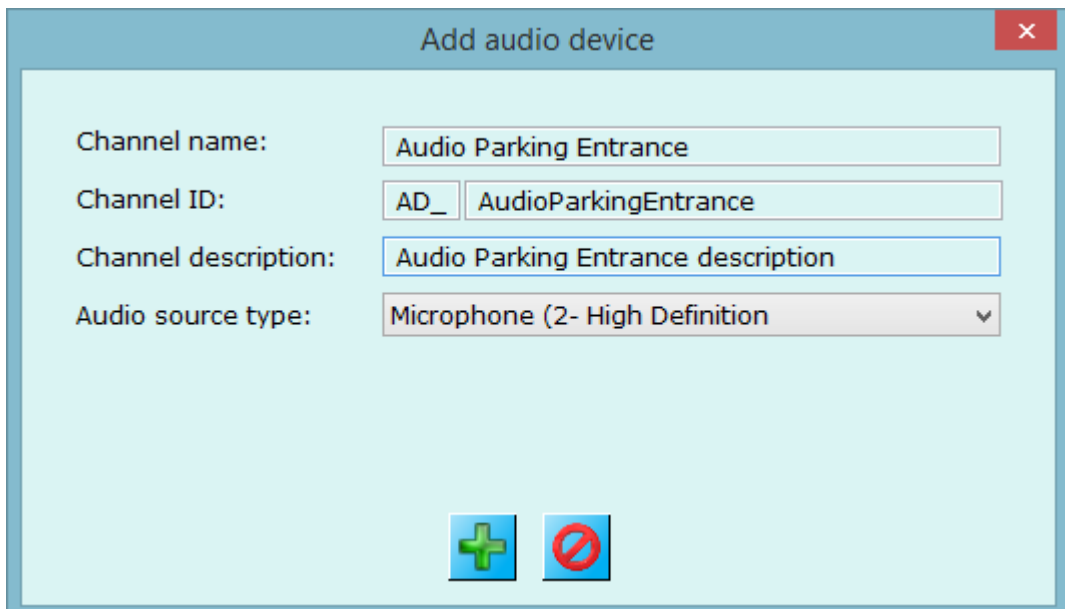 Add audio device
Channel name: Audio Parking Entrance
Channel ID: AD_ AudioParkingEntrance
Channel description: Audio Parking Entrance description
Audio source type: Microphone (2- High Definition